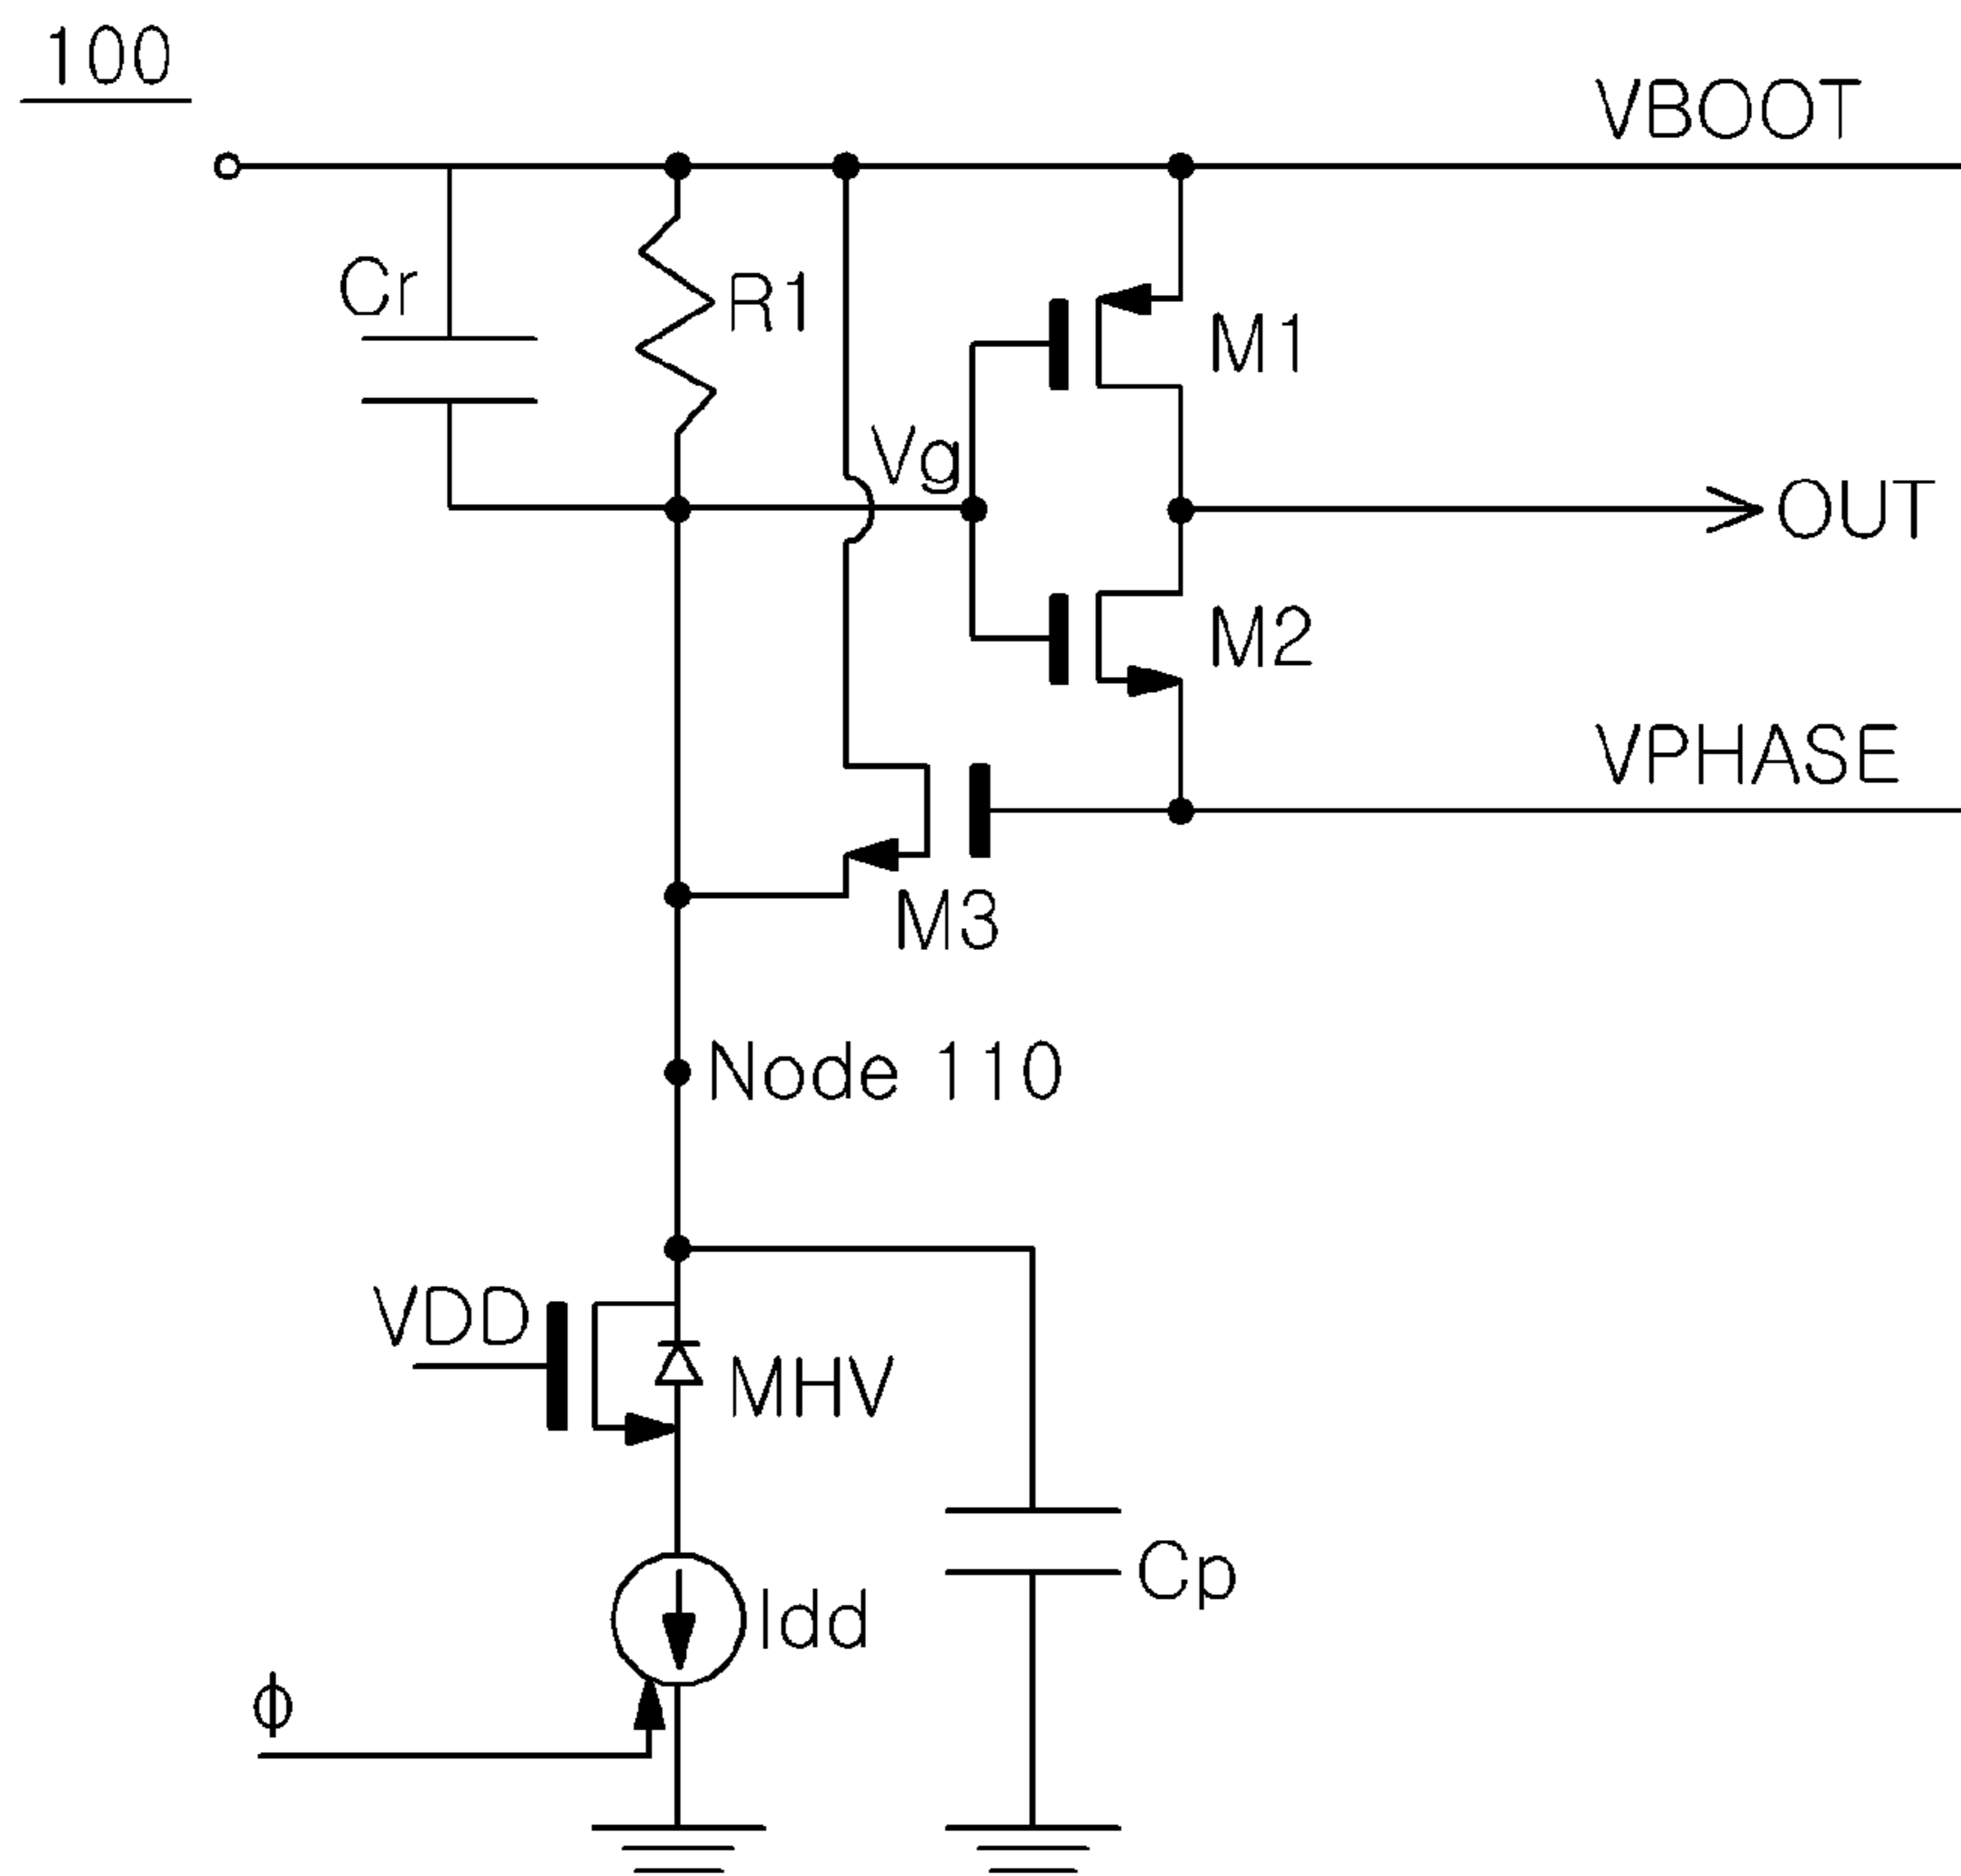 100
VBOOT
Cr
R1
M1
Vg
OUT
M2
VPHASE
M3
Node 110
VDD
MHV
Cp
Idd
ϕ